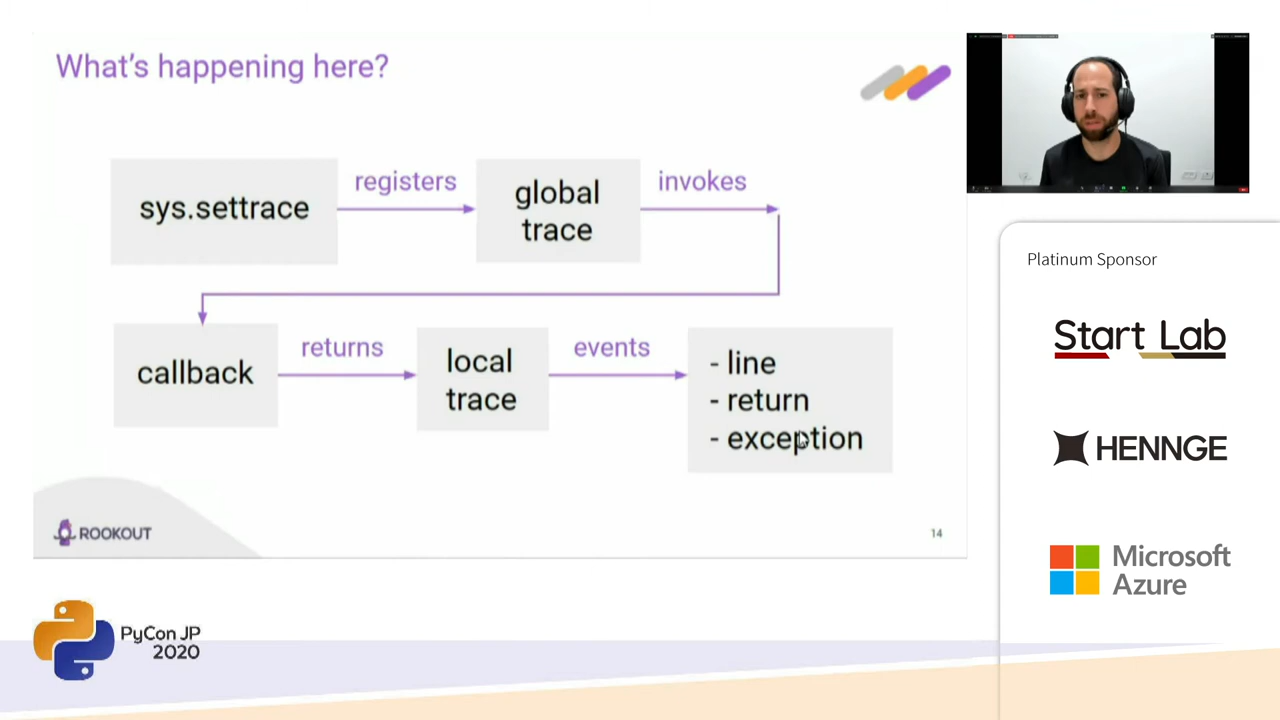 What's happening here?
sys.settrace
registers
global
trace
invokes
callback
returns
local
trace
events
- line
- return
- exception
ROOKOUT
14
Platinum Sponsor
Start Lab
HENNGE
Microsoft
Azure
PyCon JP
2020